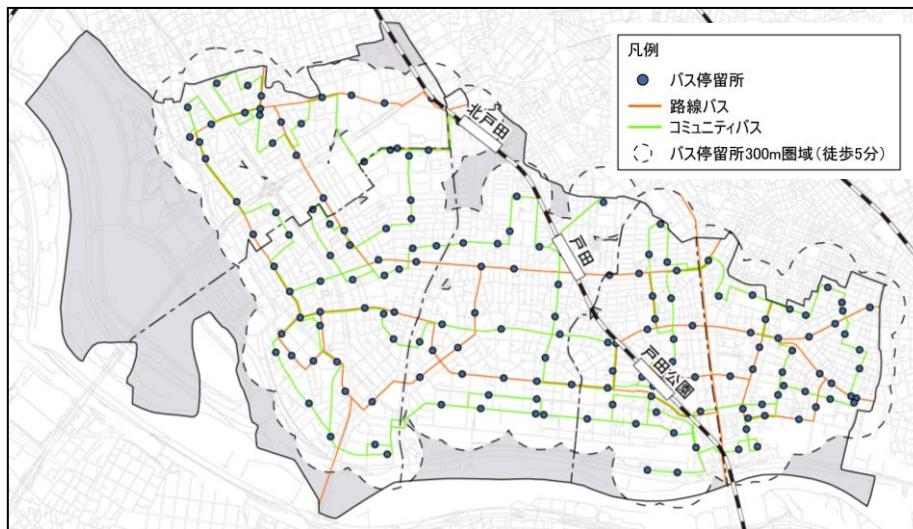 凡例
バス停留所
路線バス
コミュニティバス
バス停留所300m圏域(徒歩5分)
北戸田
戸田
戸田公園